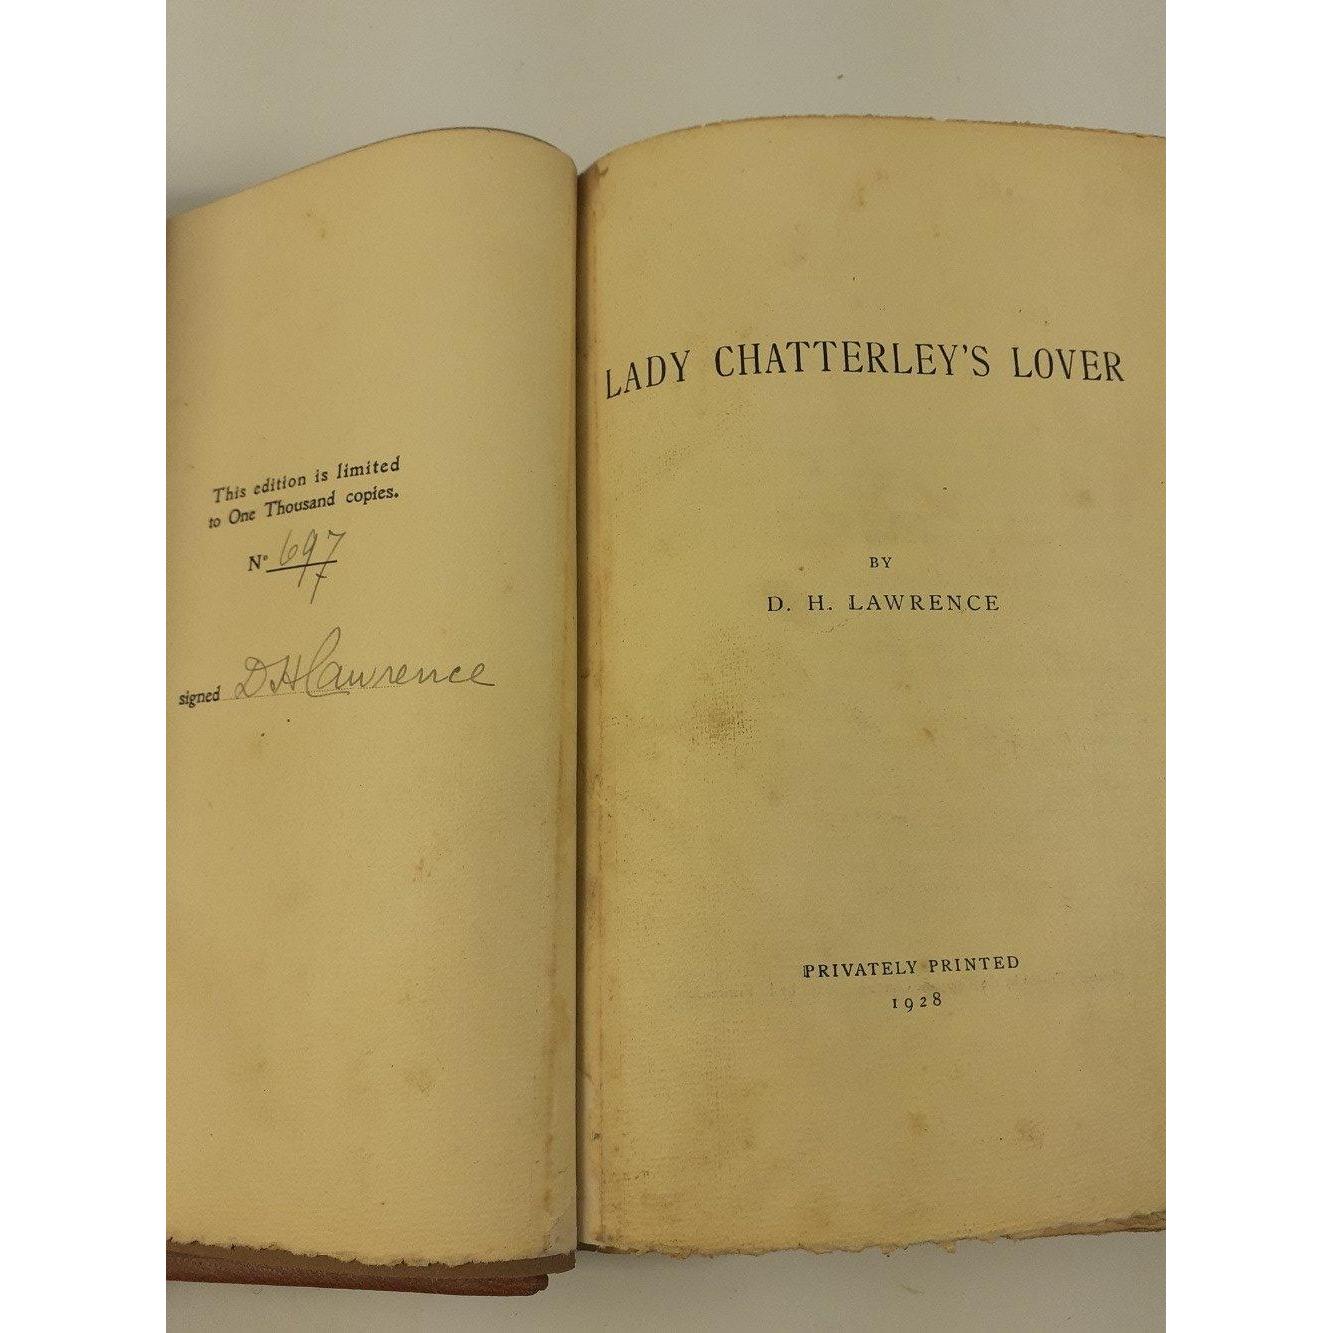 This edition is limited
to One Thousand copies.
Nº 697
signed D H Lawrence
LADY CHATTERLEY'S LOVER
BY
D. H. LAWRENCE
PRIVATELY PRINTED
1928